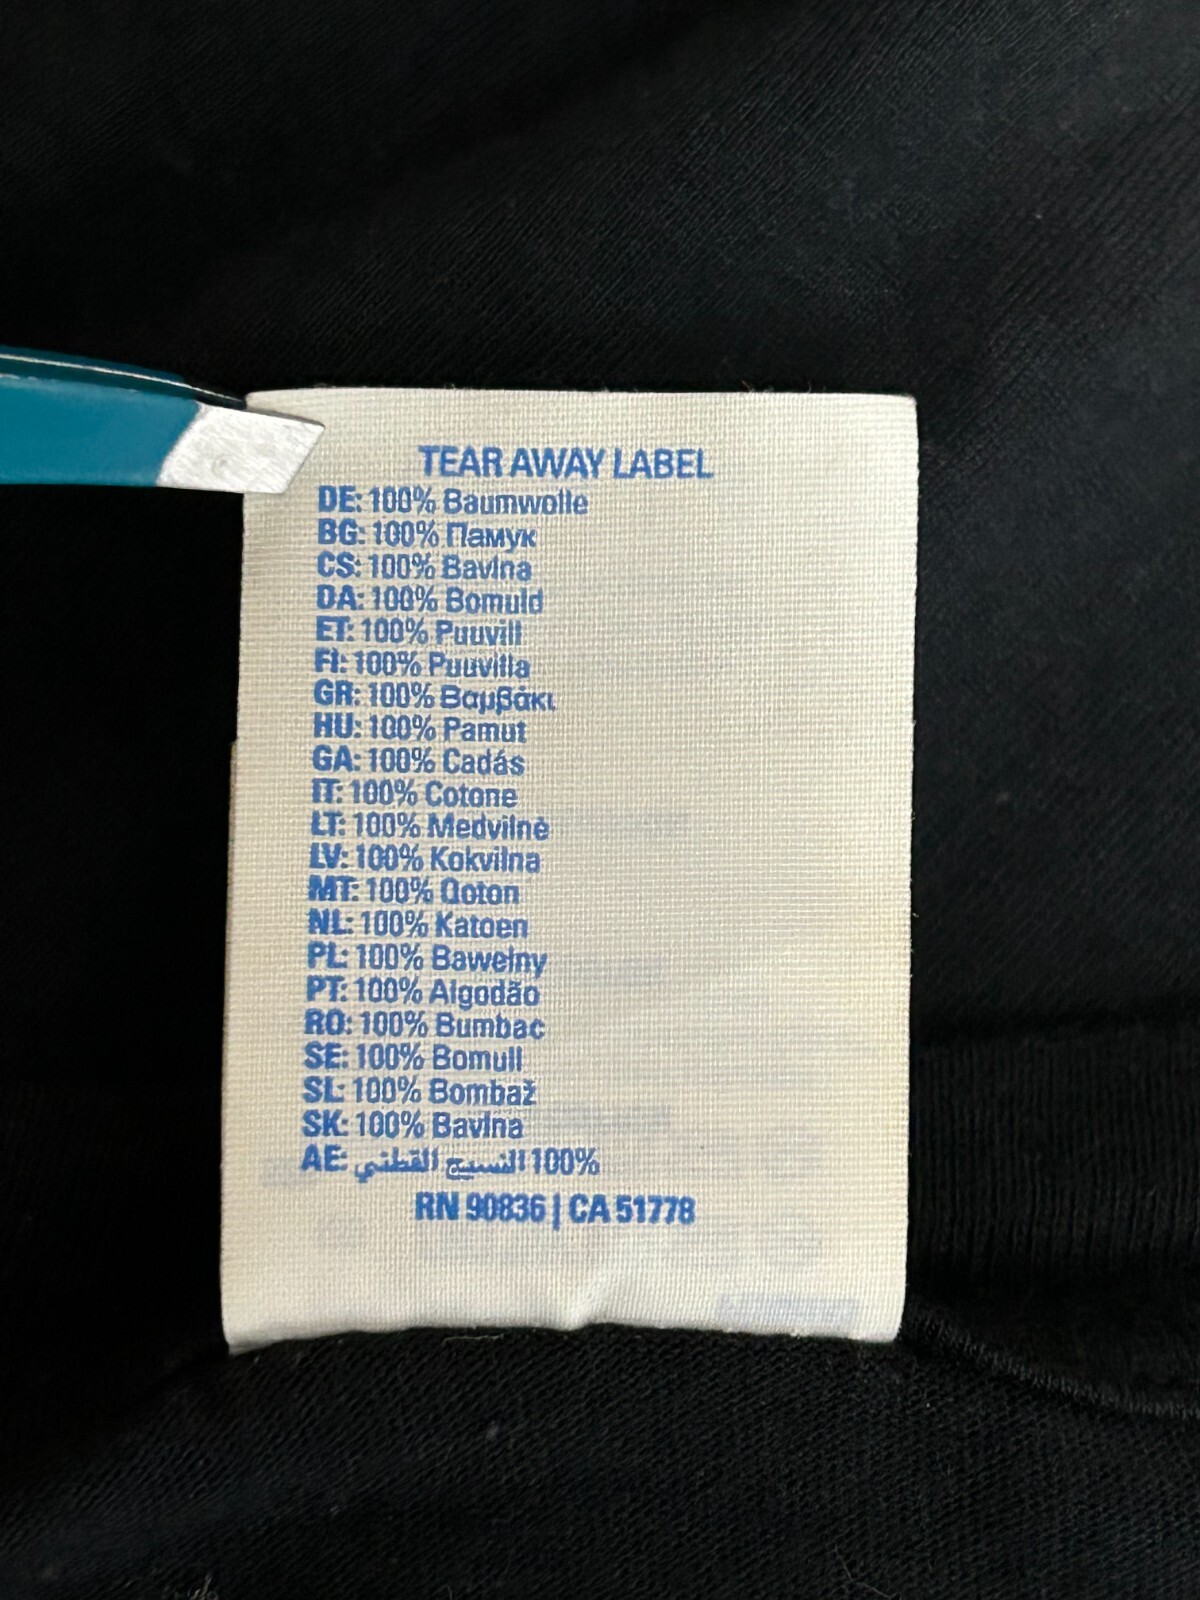 TEAR AWAY LABEL
DE: 100% Baumwolle
BG: 100% Памук
CS: 100% Bavlna
DA: 100% Bomuld
ET: 100% Puuvill
FI: 100% Puuvilla
GR: 100% Βαμβάκι
HU: 100% Pamut
GA: 100% Cadás
IT: 100% Cotone
LT: 100% Medvilnė
LV: 100% Kokvilna
MT: 100% Qoton
NL: 100% Katoen
PL: 100% Bawełny
PT: 100% Algodão
RO: 100% Bumbac
SE: 100% Bomull
SL: 100% Bombaž
SK: 100% Bavlna
AE: النسيج القطني 100%
RN 90836 | CA 51778